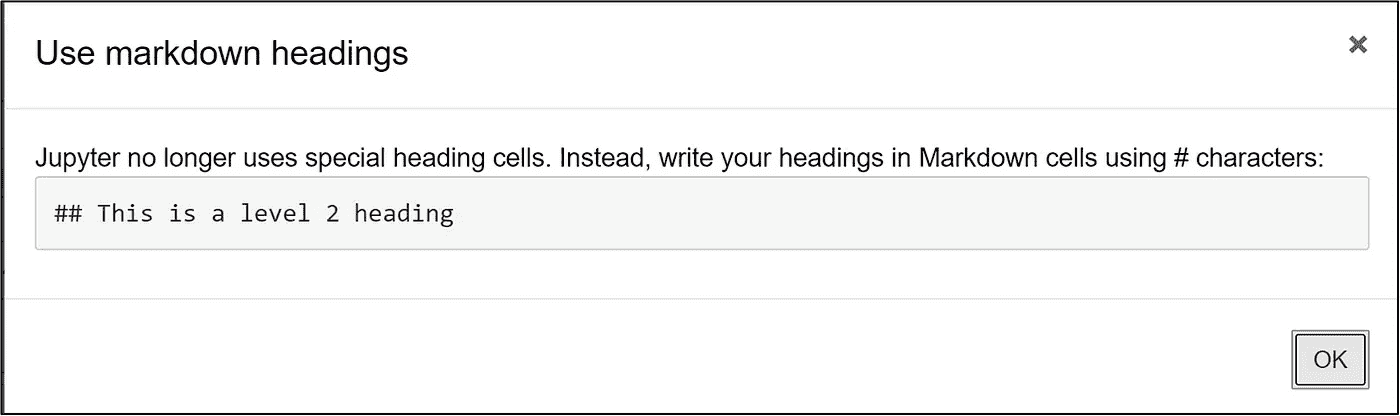 Use markdown headings
Jupyter no longer uses special heading cells. Instead, write your headings in Markdown cells using # characters:
## This is a level 2 heading
OK